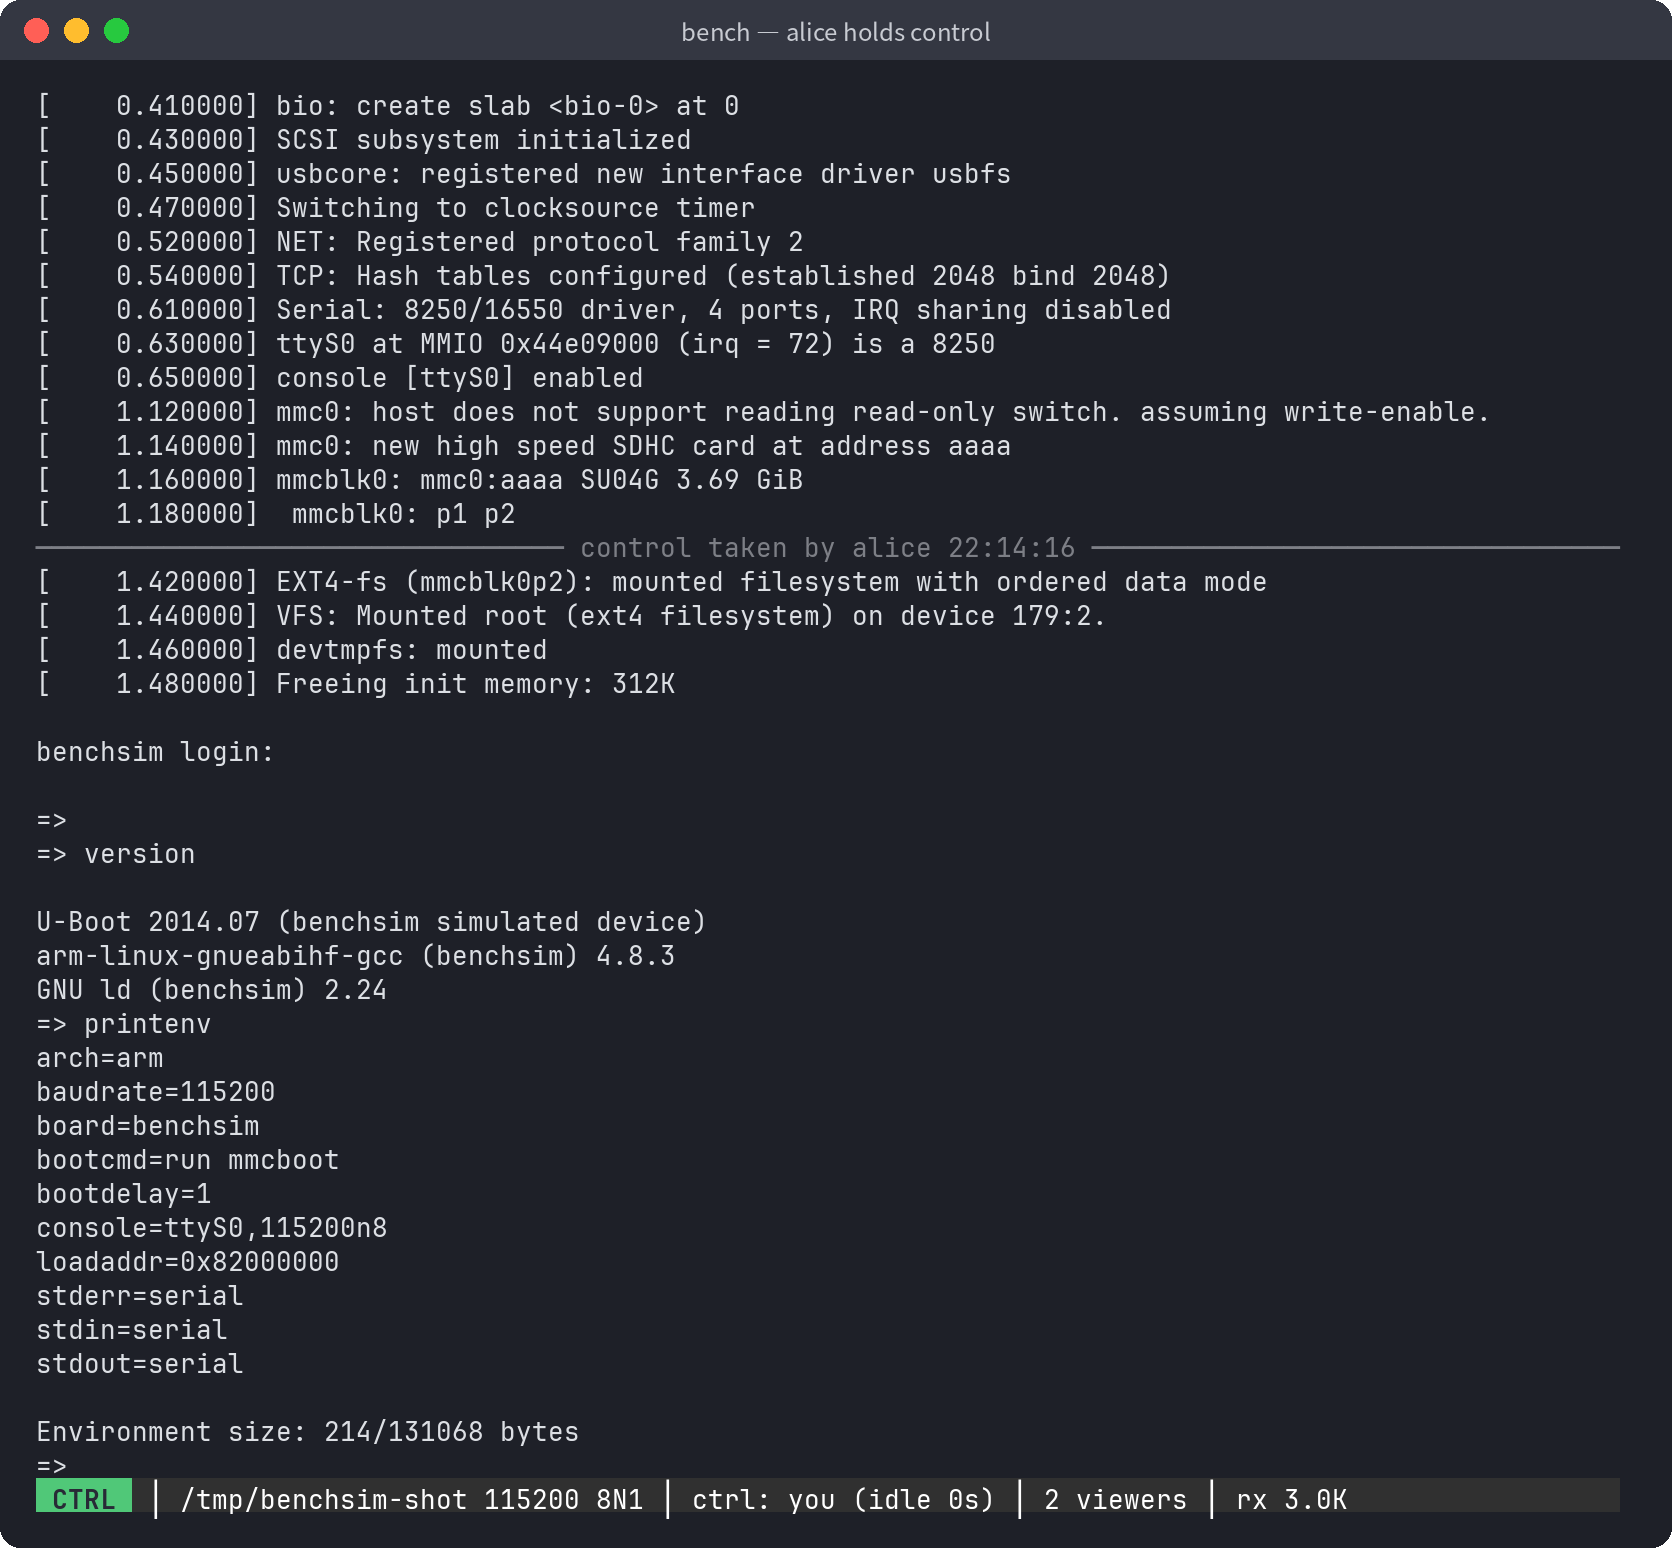 bench — alice holds control
[    0.410000] bio: create slab <bio-0> at 0
[    0.430000] SCSI subsystem initialized
[    0.450000] usbcore: registered new interface driver usbfs
[    0.470000] Switching to clocksource timer
[    0.520000] NET: Registered protocol family 2
[    0.540000] TCP: Hash tables configured (established 2048 bind 2048)
[    0.610000] Serial: 8250/16550 driver, 4 ports, IRQ sharing disabled
[    0.630000] ttyS0 at MMIO 0x44e09000 (irq = 72) is a 8250
[    0.650000] console [ttyS0] enabled
[    1.120000] mmc0: host does not support reading read-only switch. assuming write-enable.
[    1.140000] mmc0: new high speed SDHC card at address aaaa
[    1.160000] mmcblk0: mmc0:aaaa SU04G 3.69 GiB
[    1.180000]  mmcblk0: p1 p2
control taken by alice 22:14:16
[    1.420000] EXT4-fs (mmcblk0p2): mounted filesystem with ordered data mode
[    1.440000] VFS: Mounted root (ext4 filesystem) on device 179:2.
[    1.460000] devtmpfs: mounted
[    1.480000] Freeing init memory: 312K
benchsim login:
=>
=> version
U-Boot 2014.07 (benchsim simulated device)
arm-linux-gnueabihf-gcc (benchsim) 4.8.3
GNU ld (benchsim) 2.24
=> printenv
arch=arm
baudrate=115200
board=benchsim
bootcmd=run mmcboot
bootdelay=1
console=ttyS0,115200n8
loadaddr=0x82000000
stderr=serial
stdin=serial
stdout=serial
Environment size: 214/131068 bytes
=>
CTRL │ /tmp/benchsim-shot 115200 8N1 │ ctrl: you (idle 0s) │ 2 viewers │ rx 3.0K